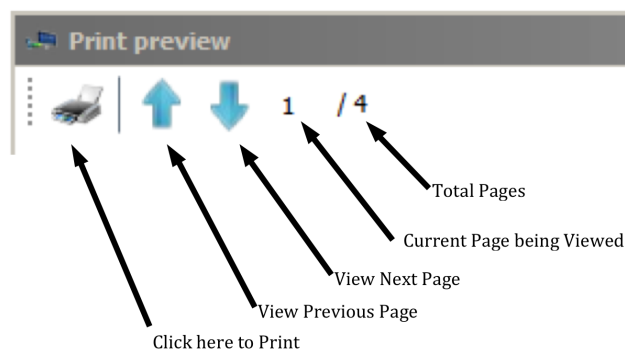 Print preview
1 / 4
Total Pages
Current Page being Viewed
View Next Page
View Previous Page
Click here to Print